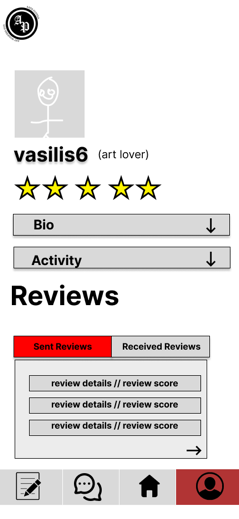 AP
vasilis6 (art lover)
Bio
Activity
Reviews
Sent Reviews Received Reviews
review details // review score
review details // review score
review details // review score